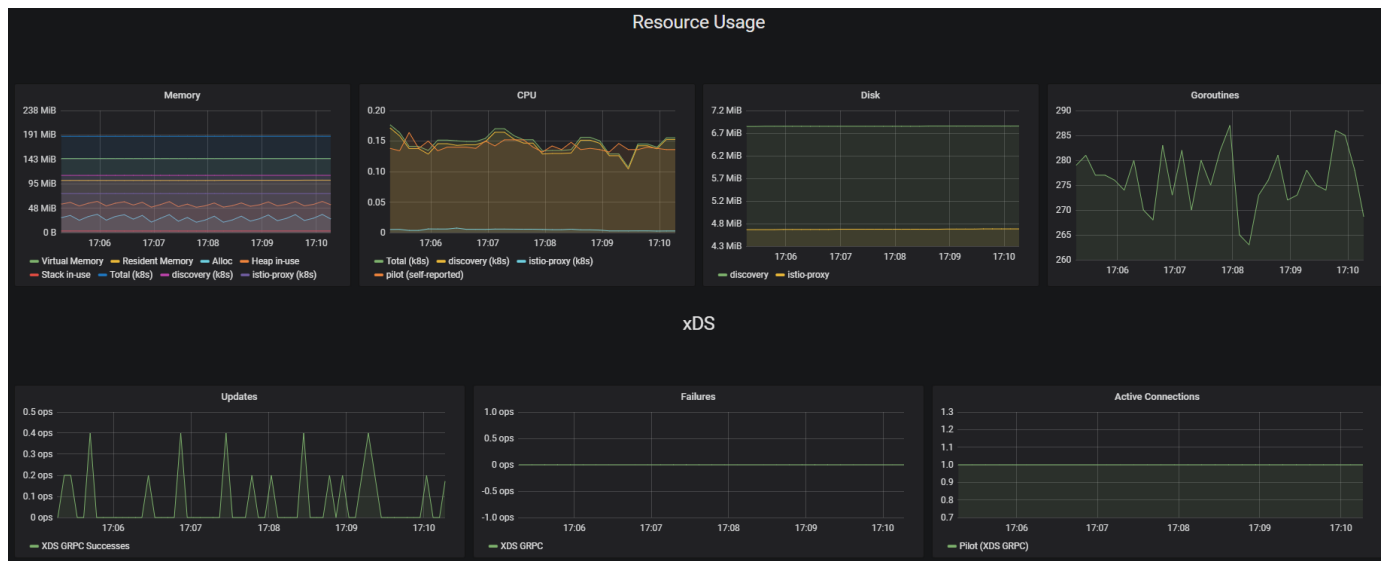 Resource Usage
Memory
238 MiB
191 MiB
143 MiB
95 MiB
48 MiB
0 B
17:06 17:07 17:08 17:09 17:10
Virtual Memory Resident Memory Alloc Heap in-use
Stack in-use Total (k8s) discovery (k8s) istio-proxy (k8s)
CPU
0.20
0.15
0.10
0.05
0
17:06 17:07 17:08 17:09 17:10
Total (k8s) discovery (k8s) istio-proxy (k8s)
pilot (self-reported)
Disk
7.2 MiB
6.7 MiB
6.2 MiB
5.7 MiB
5.2 MiB
4.8 MiB
4.3 MiB
17:06 17:07 17:08 17:09 17:10
discovery istio-proxy
Goroutines
290
285
280
275
270
265
260
17:06 17:07 17:08 17:09 17:10
xDS
Updates
0.5 ops
0.4 ops
0.3 ops
0.2 ops
0.1 ops
0 ops
17:06 17:07 17:08 17:09 17:10
XDS GRPC Successes
Failures
1.0 ops
0.5 ops
0 ops
-0.5 ops
-1.0 ops
17:06 17:07 17:08 17:09 17:10
XDS GRPC
Active Connections
1.3
1.2
1.1
1.0
0.9
0.8
0.7
17:06 17:07 17:08 17:09 17:10
Pilot (XDS GRPC)